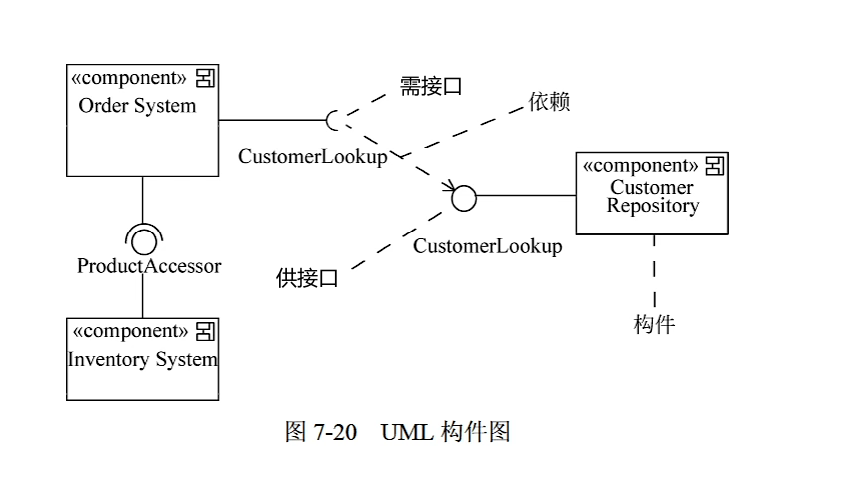 «component»
Order System
需接口
依赖
CustomerLookup
«component»
Customer
Repository
CustomerLookup
ProductAccessor
供接口
«component»
Inventory System
构件
图 7-20 UML 构件图